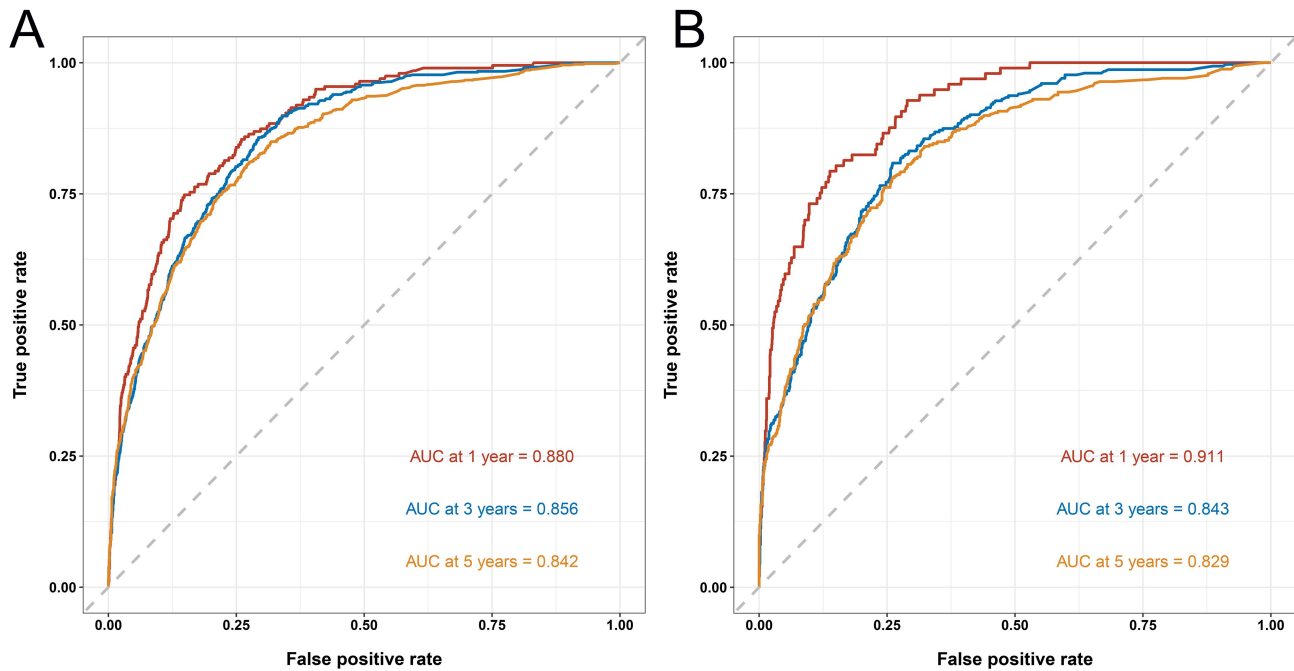 A
True positive rate
1.00
0.75
0.50
0.25
0.00
AUC at 1 year = 0.880
AUC at 3 years = 0.856
AUC at 5 years = 0.842
0.00 0.25 0.50 0.75 1.00
False positive rate
B
True positive rate
1.00
0.75
0.50
0.25
0.00
AUC at 1 year = 0.911
AUC at 3 years = 0.843
AUC at 5 years = 0.829
0.00 0.25 0.50 0.75 1.00
False positive rate